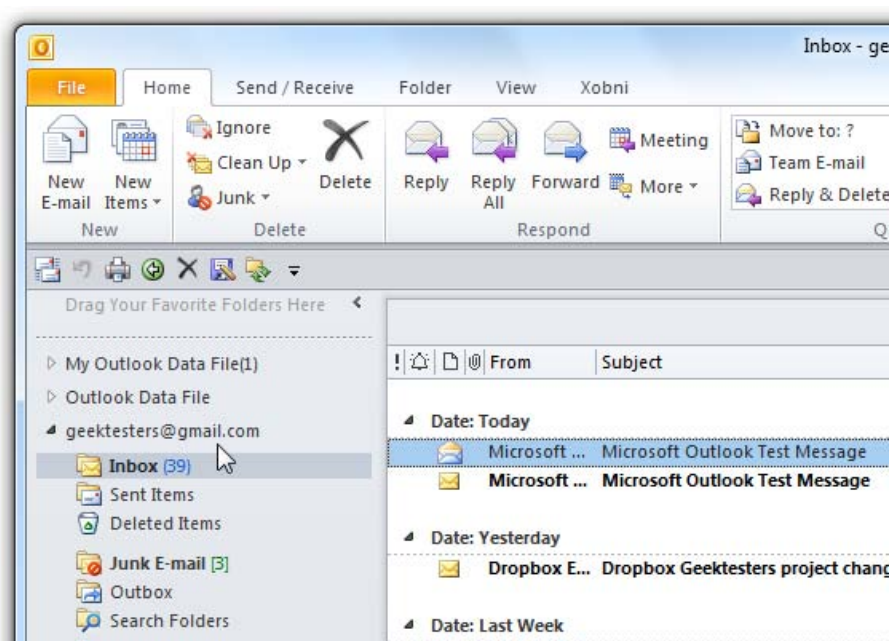 Inbox - ge
File Home Send / Receive Folder View Xobni
New E-mail
New Items
Ignore
Clean Up
Junk
Delete
Reply
Reply All
Forward
Meeting
More
Move to: ?
Team E-mail
Reply & Delete
New Delete Respond Q
Drag Your Favorite Folders Here
My Outlook Data File(1)
Outlook Data File
geektesters@gmail.com
Inbox (39)
Sent Items
Deleted Items
Junk E-mail [3]
Outbox
Search Folders
! From Subject
Date: Today
Microsoft ... Microsoft Outlook Test Message
Microsoft ... Microsoft Outlook Test Message
Date: Yesterday
Dropbox E... Dropbox Geektesters project chang
Date: Last Week